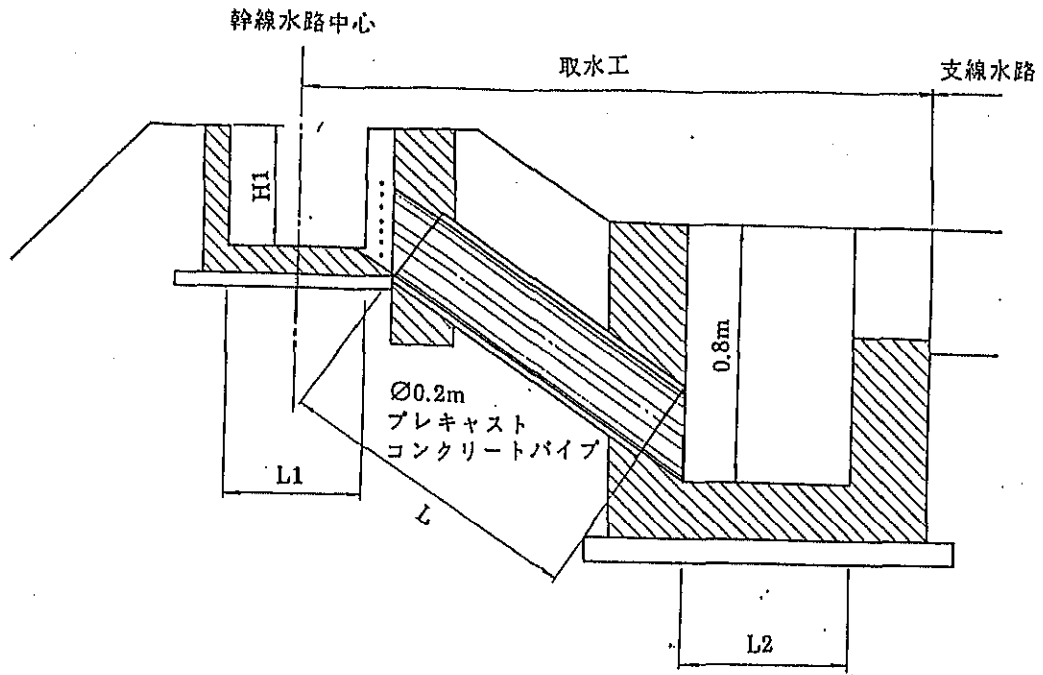 幹線水路中心
取水工
支線水路
H1
0.8m
Ø0.2m
プレキャスト
コンクリートパイプ
L1
L
L2